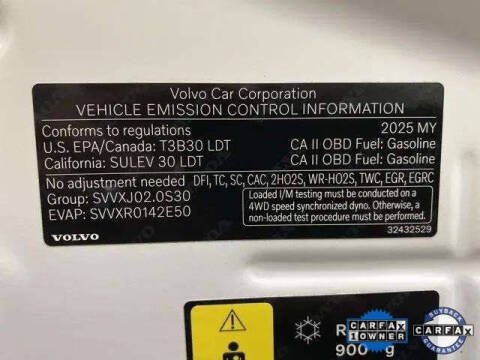 Volvo Car Corporation
VEHICLE EMISSION CONTROL INFORMATION
Conforms to regulations 2025 MY
U.S. EPA/Canada: T3B30 LDT CA II OBD Fuel: Gasoline
California: SULEV 30 LDT CA II OBD Fuel: Gasoline
No adjustment needed DFI, TC, SC, CAC, 2HO2S, WR-HO2S, TWC, EGR, EGRC
Group: SVVXJ02.0S30
EVAP: SVVXR0142E50
Loaded I/M testing must be conducted on a
4WD speed synchronized dyno. Otherwise, a
non-loaded test procedure must be followed.
VOLVO 32432529
R
900 g
CARFAX
1 OWNER
BUYBACK
CARFAX
GUARANTEE